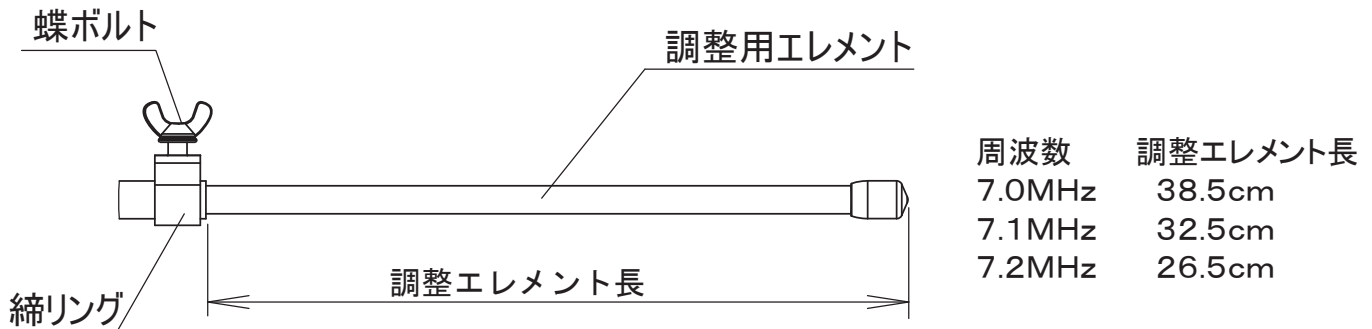 蝶ボルト
調整用エレメント
周波数 調整エレメント長
7.0MHz 38.5cm
7.1MHz 32.5cm
7.2MHz 26.5cm
調整エレメント長
締リング